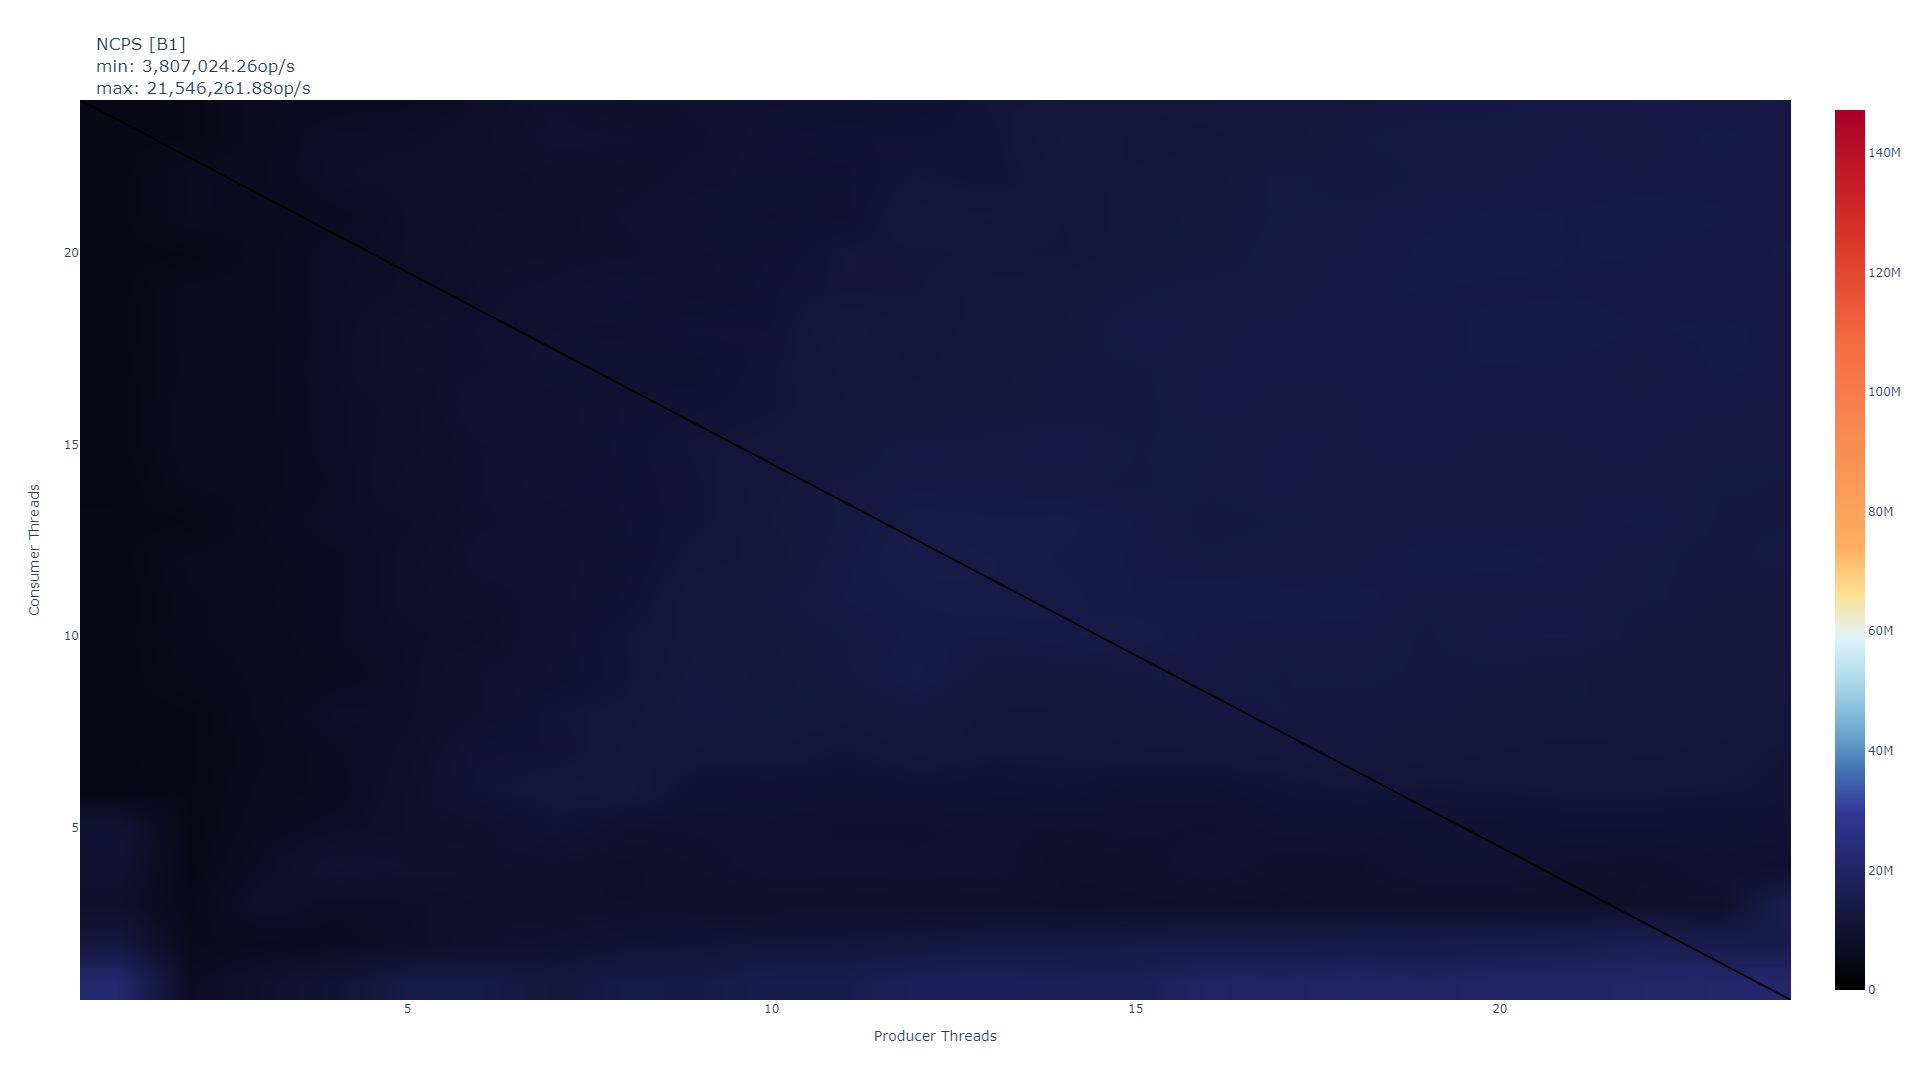 NCPS [B1]
min: 3,807,024.26op/s
max: 21,546,261.88op/s
140M
120M
100M
80M
60M
40M
20M
0
20
15
10
5
Consumer Threads
5
10
15
20
Producer Threads